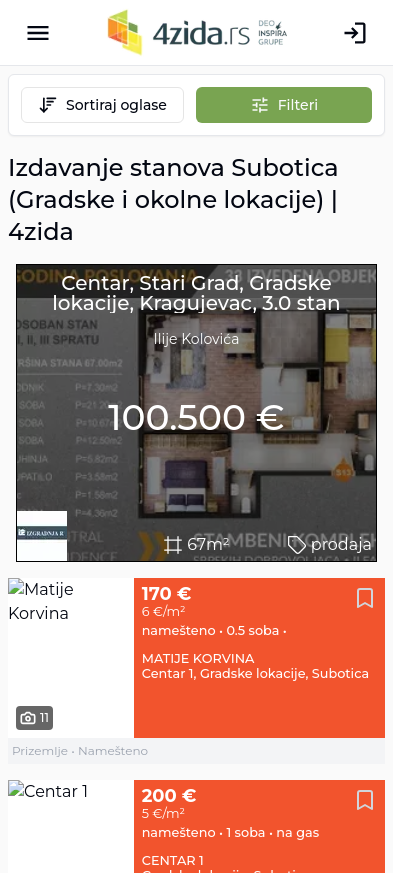 4zida.rs DEO INSPIRA GRUPE
Sortiraj oglase
Filteri
Izdavanje stanova Subotica
(Gradske i okolne lokacije) |
4zida
Centar, Stari Grad, Gradske
lokacije, Kragujevac, 3.0 stan
Ilije Kolovića
100.500 €
67m²
prodaja
170 €
6 €/m²
namešteno • 0.5 soba •
MATIJE KORVINA
Centar 1, Gradske lokacije, Subotica
Matije
Korvina
11
Prizemlje • Namešteno
200 €
5 €/m²
namešteno • 1 soba • na gas
CENTAR 1
Centar 1